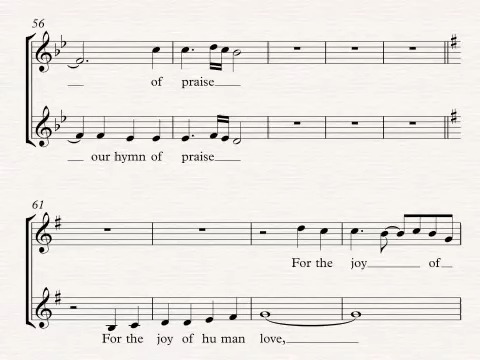 56
of praise
our hymn of praise
61
For the joy of
For the joy of hu man love,